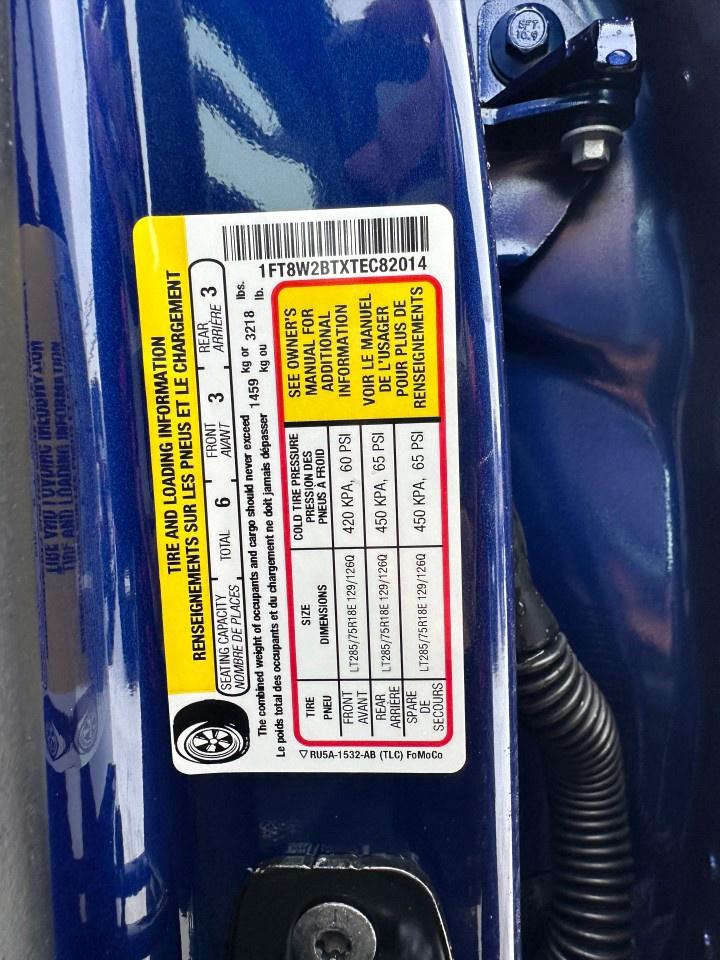 TIRE AND LOADING INFORMATION
RENSEIGNEMENTS SUR LES PNEUS ET LE CHARGEMENT
SEATING CAPACITY TOTAL 6 FRONT 3 REAR 3
NOMBRE DE PLACES AVANT ARRIÈRE
The combined weight of occupants and cargo should never exceed 1459 kg or 3218 lbs.
Le poids total des occupants et du chargement ne doit jamais dépasser kg ou lb.
1FT8W2BTXTEC82014
TIRE SIZE COLD TIRE PRESSURE
PNEU DIMENSIONS PRESSION DES PNEUS À FROID
FRONT LT285/75R18E 129/126Q 420 KPA, 60 PSI
AVANT
REAR LT285/75R18E 129/126Q 450 KPA, 65 PSI
ARRIÈRE
SPARE LT285/75R18E 129/126Q 450 KPA, 65 PSI
DE
SECOURS
SEE OWNER'S
MANUAL FOR
ADDITIONAL
INFORMATION
VOIR LE MANUEL
DE L'USAGER
POUR PLUS DE
RENSEIGNEMENTS
RU5A-1532-AB (TLC) FoMoCo
SFT
10.9